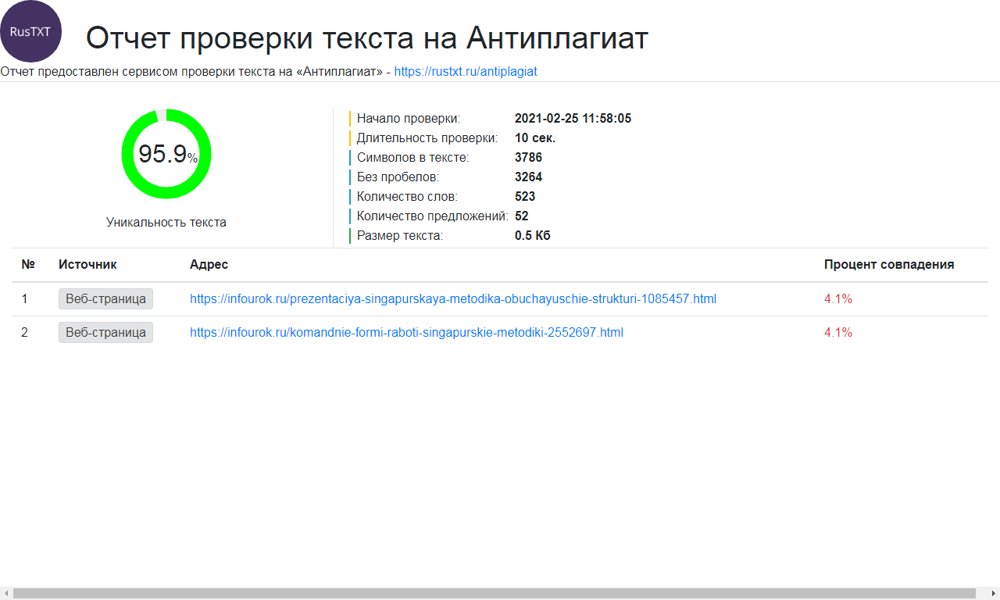 RusTXT
Отчет проверки текста на Антиплагиат
Отчет предоставлен сервисом проверки текста на «Антиплагиат» - https://rustxt.ru/antiplagiat
95.9%
Уникальность текста
Начало проверки: 2021-02-25 11:58:05
Длительность проверки: 10 сек.
Символов в тексте: 3786
Без пробелов: 3264
Количество слов: 523
Количество предложений: 52
Размер текста: 0.5 Кб
№ Источник Адрес Процент совпадения
1 Веб-страница https://infourok.ru/prezentaciya-singapurskaya-metodika-obuchayuschie-strukturi-1085457.html 4.1%
2 Веб-страница https://infourok.ru/komandnie-formi-raboti-singapurskie-metodiki-2552697.html 4.1%